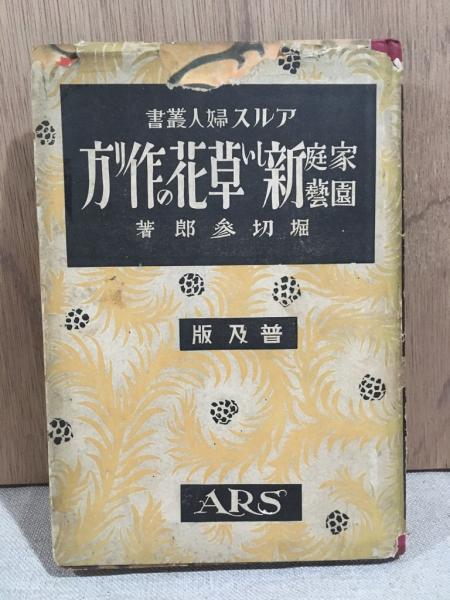 アルス婦人叢書
家庭園藝
新しい草花の作り方
堀切參郎著
普及版
ARS